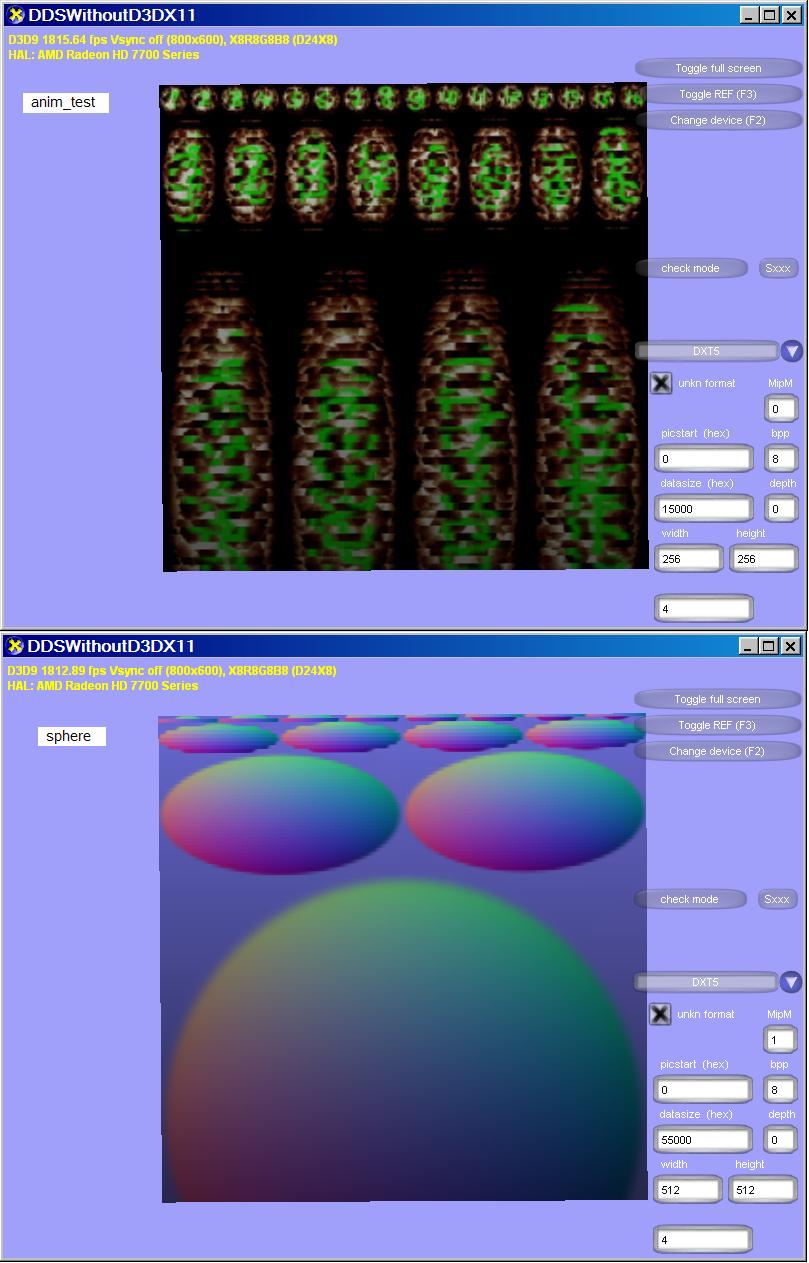 DDSWithoutD3DX11
D3D9 1815.64 fps Vsync off (800x600), X8R8G8B8 (D24X8)
HAL: AMD Radeon HD 7700 Series
Toggle full screen
anim_test
Toggle REF (F3)
Change device (F2)
check mode Sxxx
DXT5
unkn format MipM
0
picstart (hex) bpp
0 8
datasize (hex) depth
15000 0
width height
256 256
4
DDSWithoutD3DX11
D3D9 1812.89 fps Vsync off (800x600), X8R8G8B8 (D24X8)
HAL: AMD Radeon HD 7700 Series
Toggle full screen
sphere
Toggle REF (F3)
Change device (F2)
check mode Sxxx
DXT5
unkn format MipM
1
picstart (hex) bpp
0 8
datasize (hex) depth
55000 0
width height
512 512
4